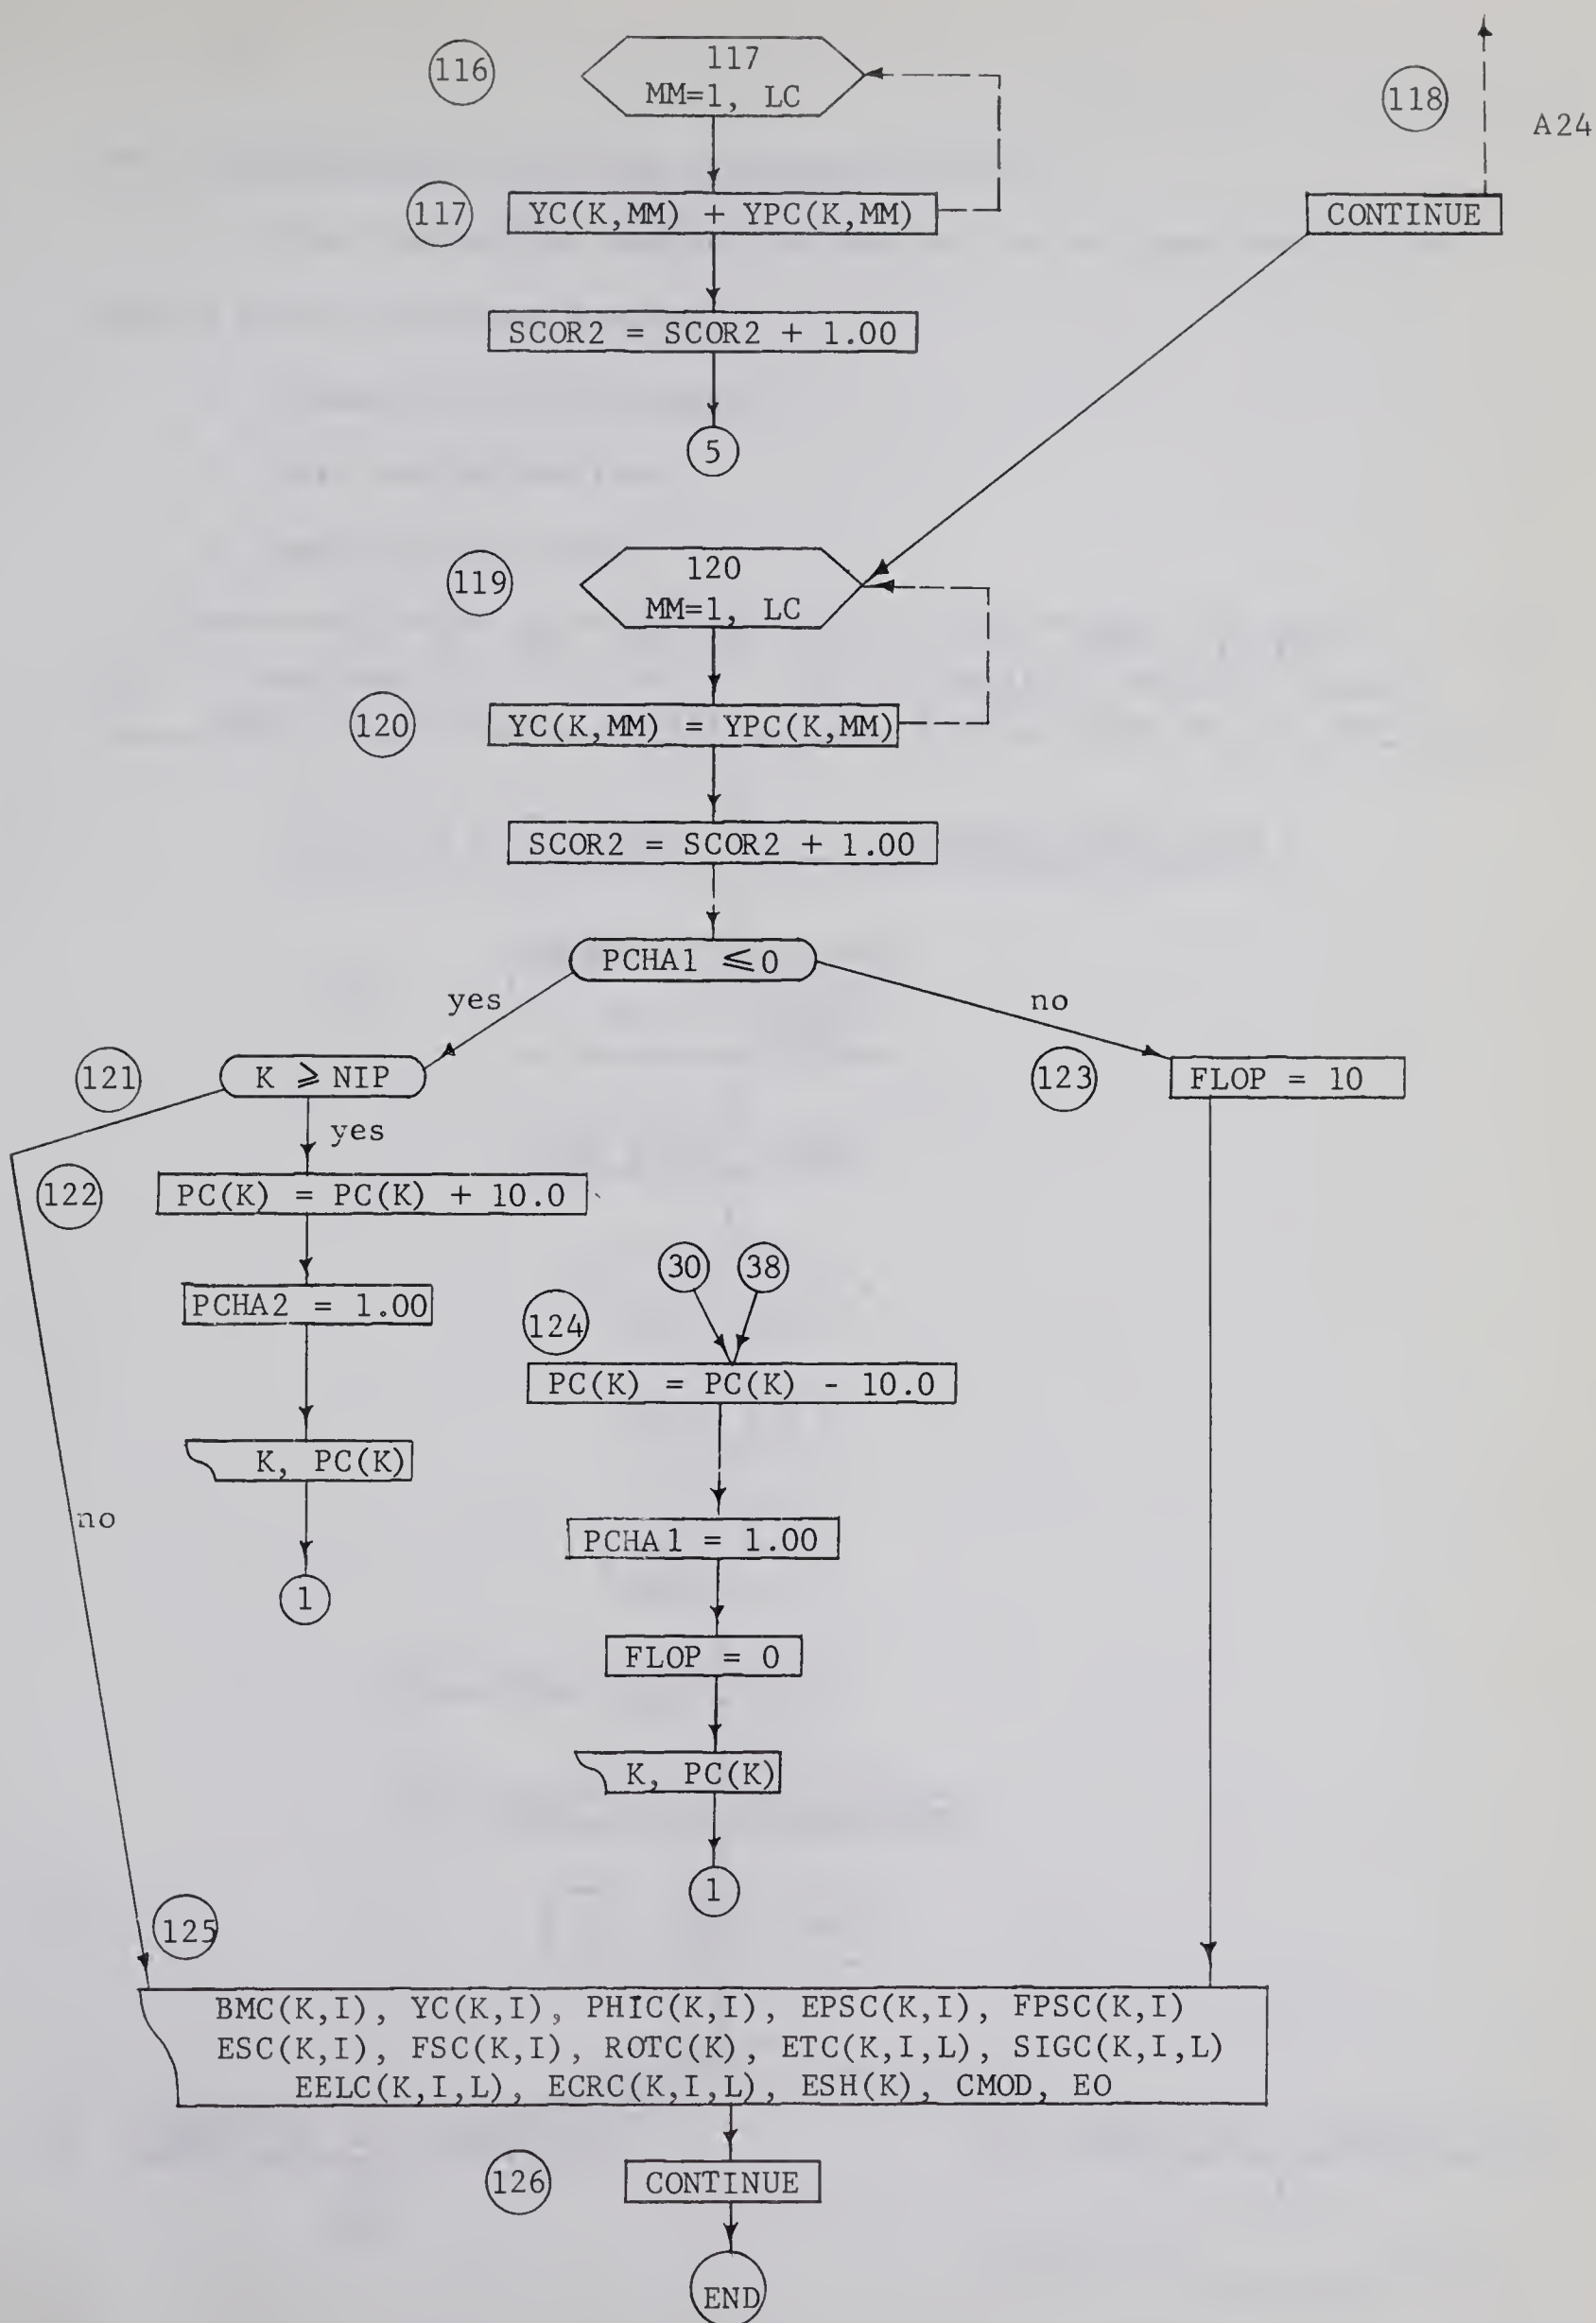 116
117
MM=1, LC
118
A24
117
YC(K,MM) + YPC(K,MM)
CONTINUE
SCOR2 = SCOR2 + 1.00
5
119
120
MM=1, LC
120
YC(K,MM) = YPC(K,MM)
SCOR2 = SCOR2 + 1.00
PCHA1 ≤ 0
yes
no
121
K ≥ NIP
123
FLOP = 10
yes
122
PC(K) = PC(K) + 10.0
30
38
PCHA2 = 1.00
124
PC(K) = PC(K) - 10.0
K, PC(K)
no
PCHA1 = 1.00
1
FLOP = 0
K, PC(K)
1
125
BMC(K,I), YC(K,I), PHIC(K,I), EPSC(K,I), FPSC(K,I)
ESC(K,I), FSC(K,I), ROTC(K), ETC(K,I,L), SIGC(K,I,L)
EELC(K,I,L), ECRC(K,I,L), ESH(K), CMOD, EO
126
CONTINUE
END